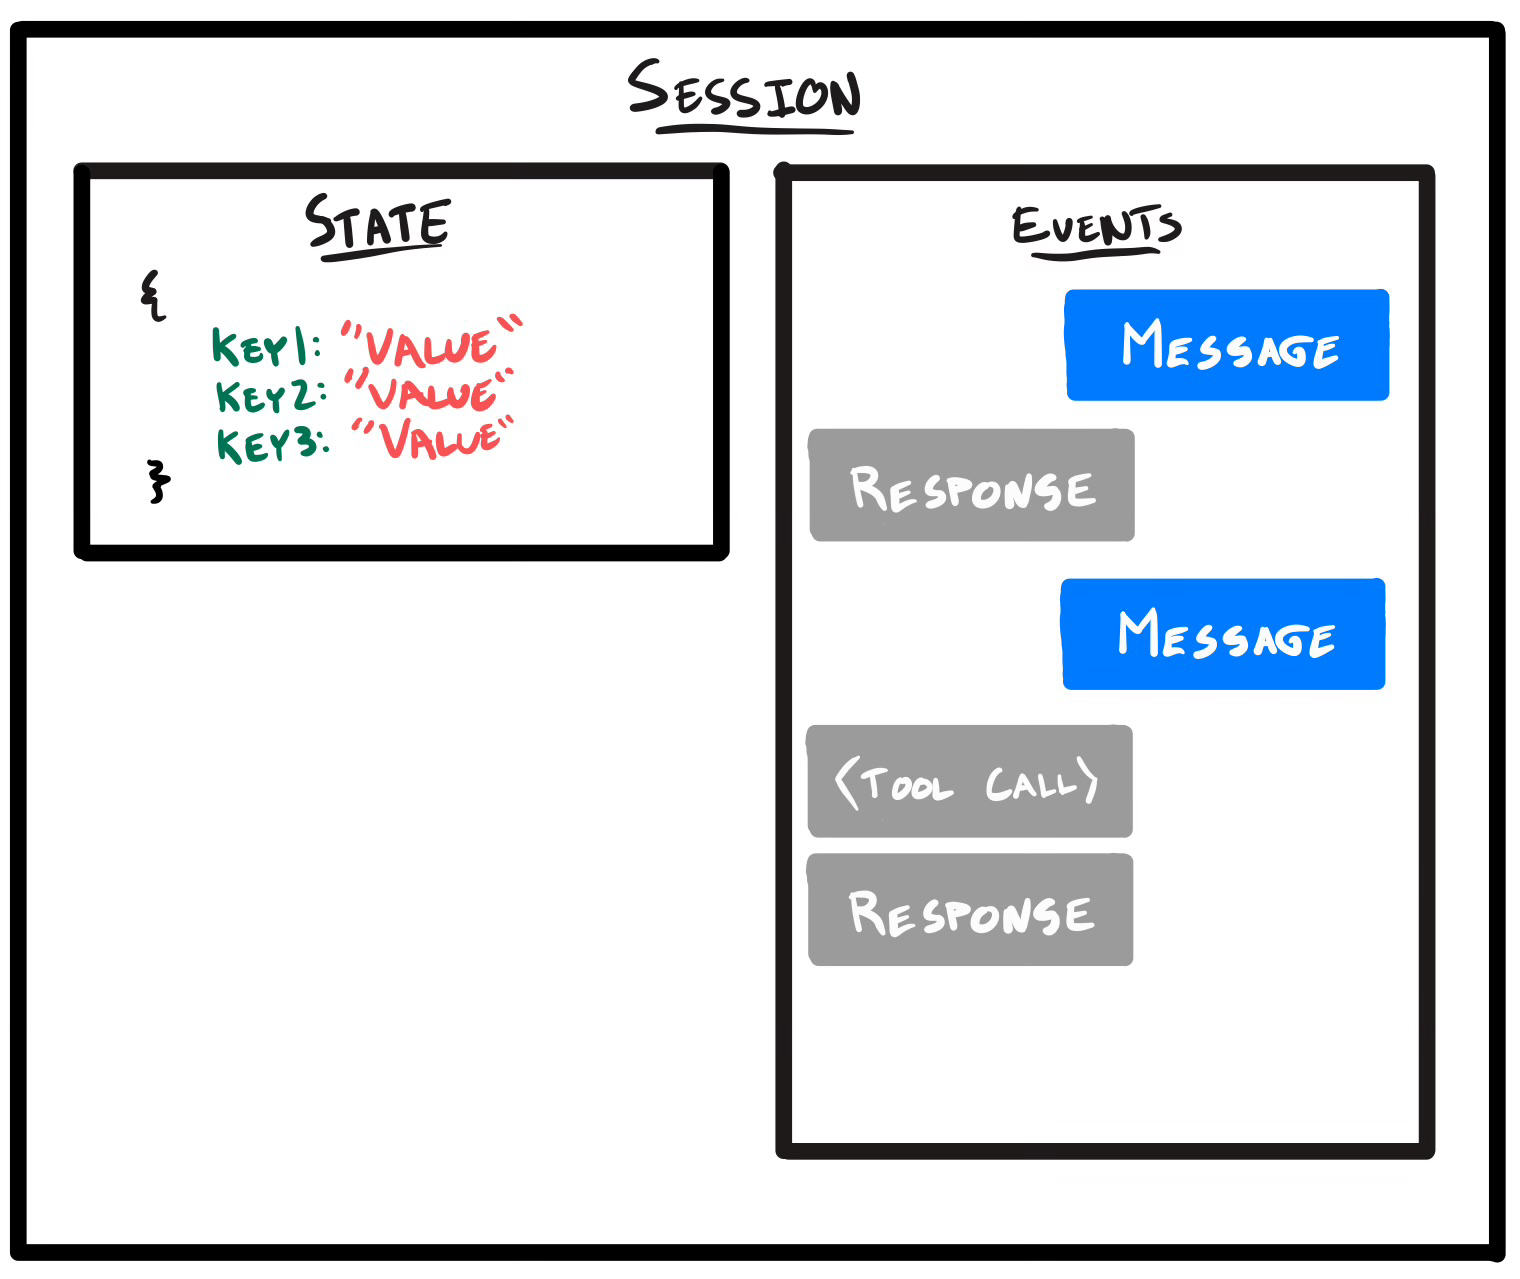 SESSION
STATE
{
KEY1: "VALUE"
KEY2: "VALUE"
KEY3: "VALUE"
}
EVENTS
MESSAGE
RESPONSE
MESSAGE
<TOOL CALL>
RESPONSE